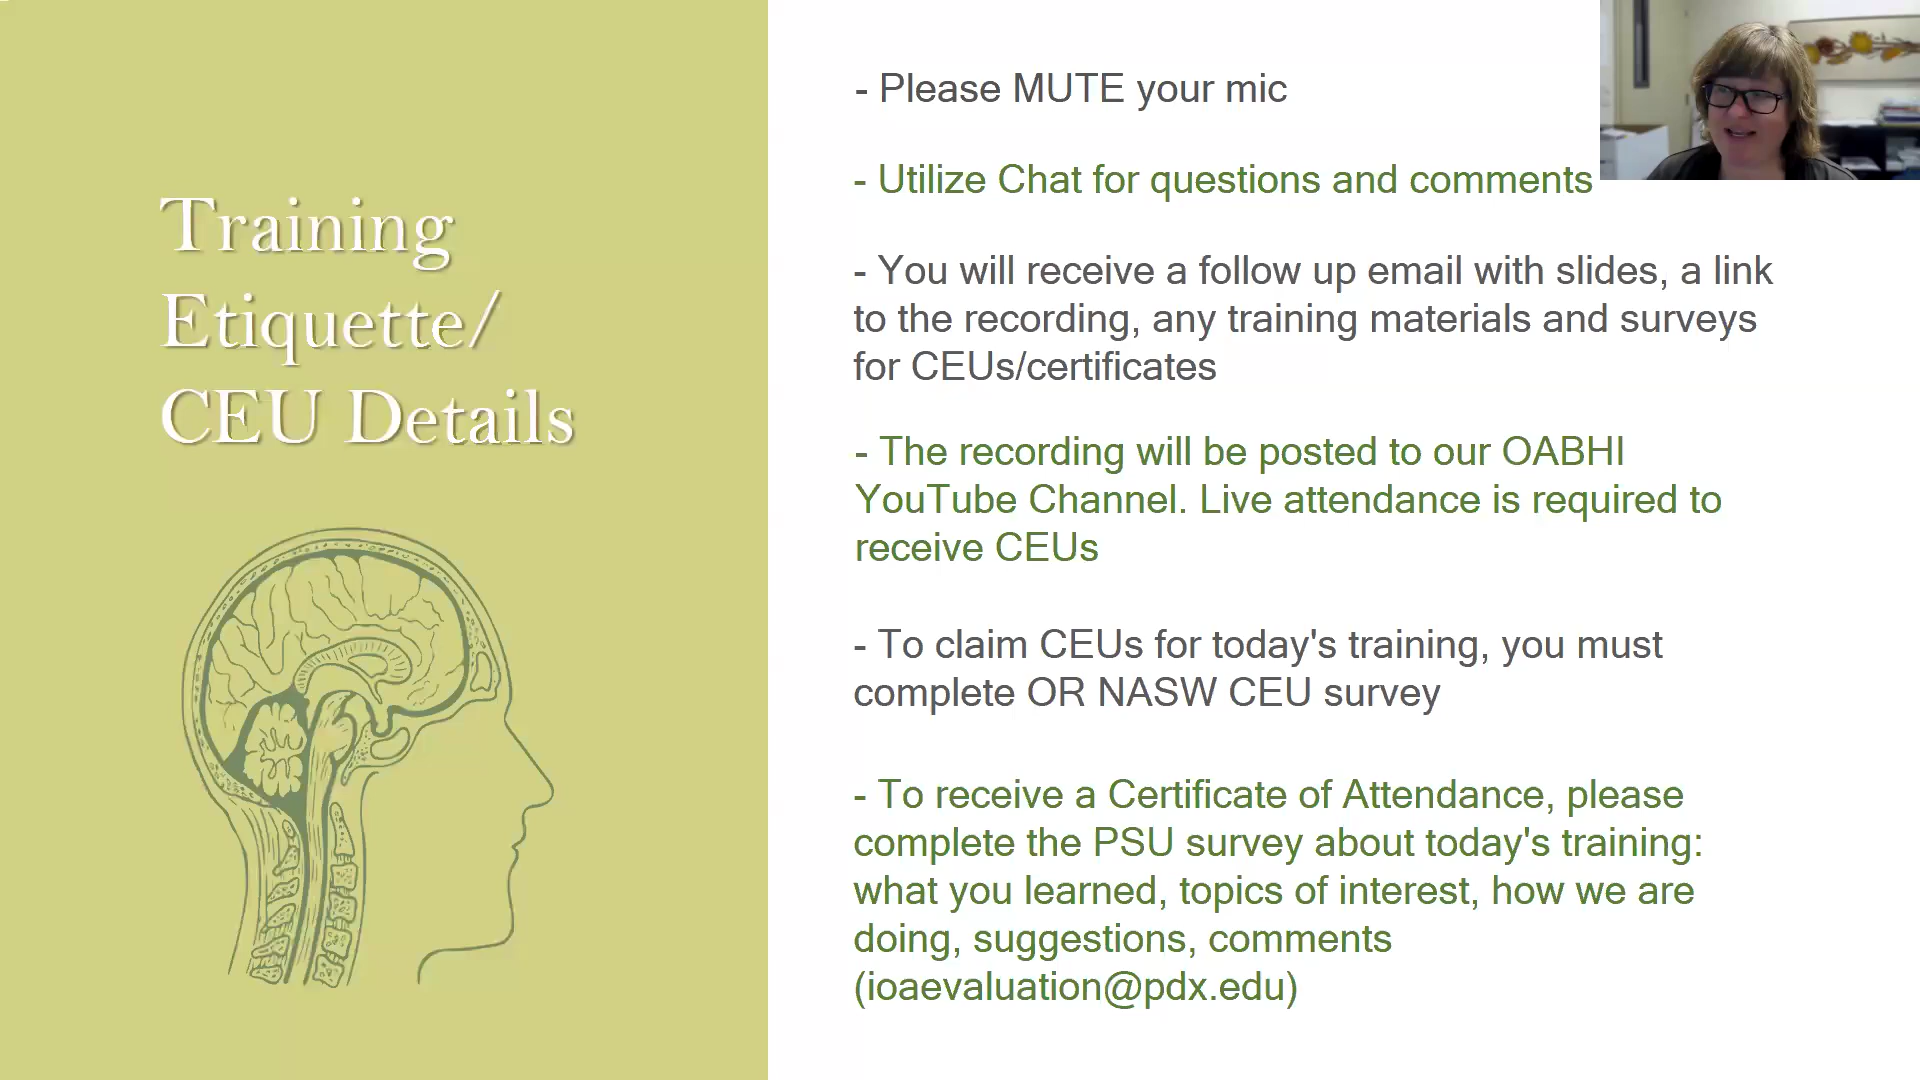 Training
Etiquette/
CEU Details
- Please MUTE your mic
- Utilize Chat for questions and comments
- You will receive a follow up email with slides, a link
to the recording, any training materials and surveys
for CEUs/certificates
- The recording will be posted to our OABHI
YouTube Channel. Live attendance is required to
receive CEUs
- To claim CEUs for today's training, you must
complete OR NASW CEU survey
- To receive a Certificate of Attendance, please
complete the PSU survey about today's training:
what you learned, topics of interest, how we are
doing, suggestions, comments
(ioaevaluation@pdx.edu)